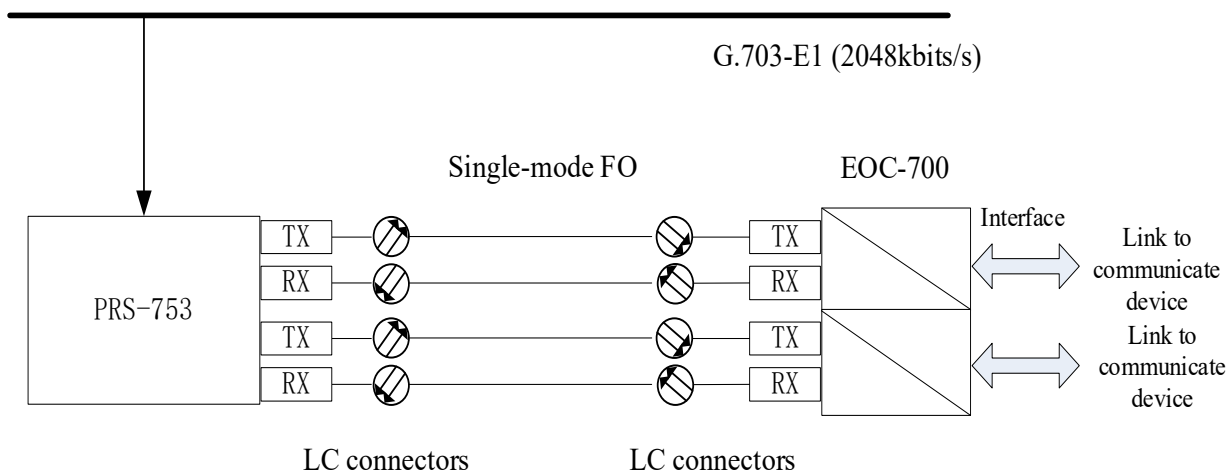 G.703-E1 (2048kbits/s)
Single-mode FO
EOC-700
PRS-753
TX
RX
TX
RX
TX
RX
TX
RX
Interface
Link to
communicate
device
Link to
communicate
device
LC connectors
LC connectors